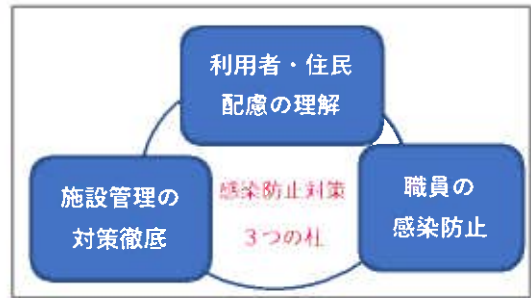 利用者・住民
配慮の理解
施設管理の
対策徹底
感染防止対策
3つの杜
職員の
感染防止